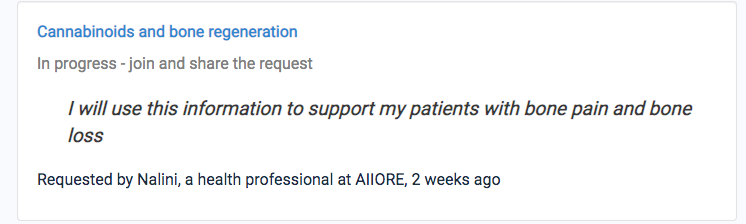 Cannabinoids and bone regeneration
In progress - join and share the request
I will use this information to support my patients with bone pain and bone
loss
Requested by Nalini, a health professional at AIIORE, 2 weeks ago